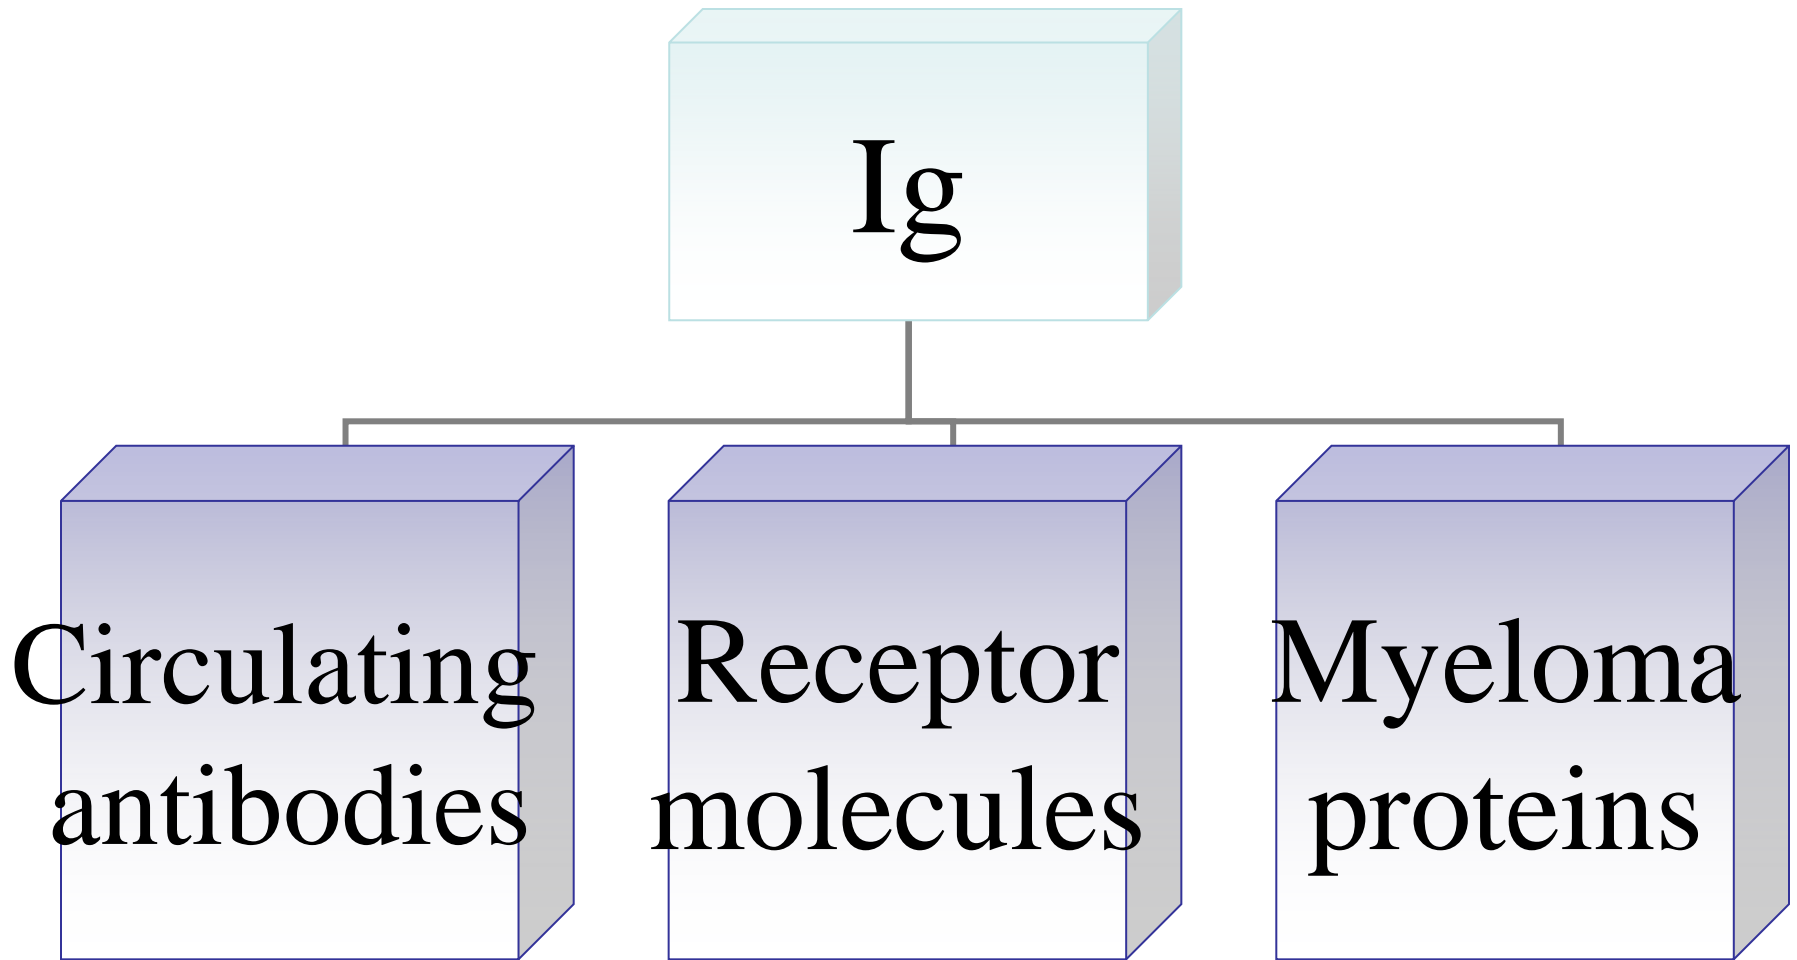 Ig
Circulating
antibodies
Receptor
molecules
Myeloma
proteins